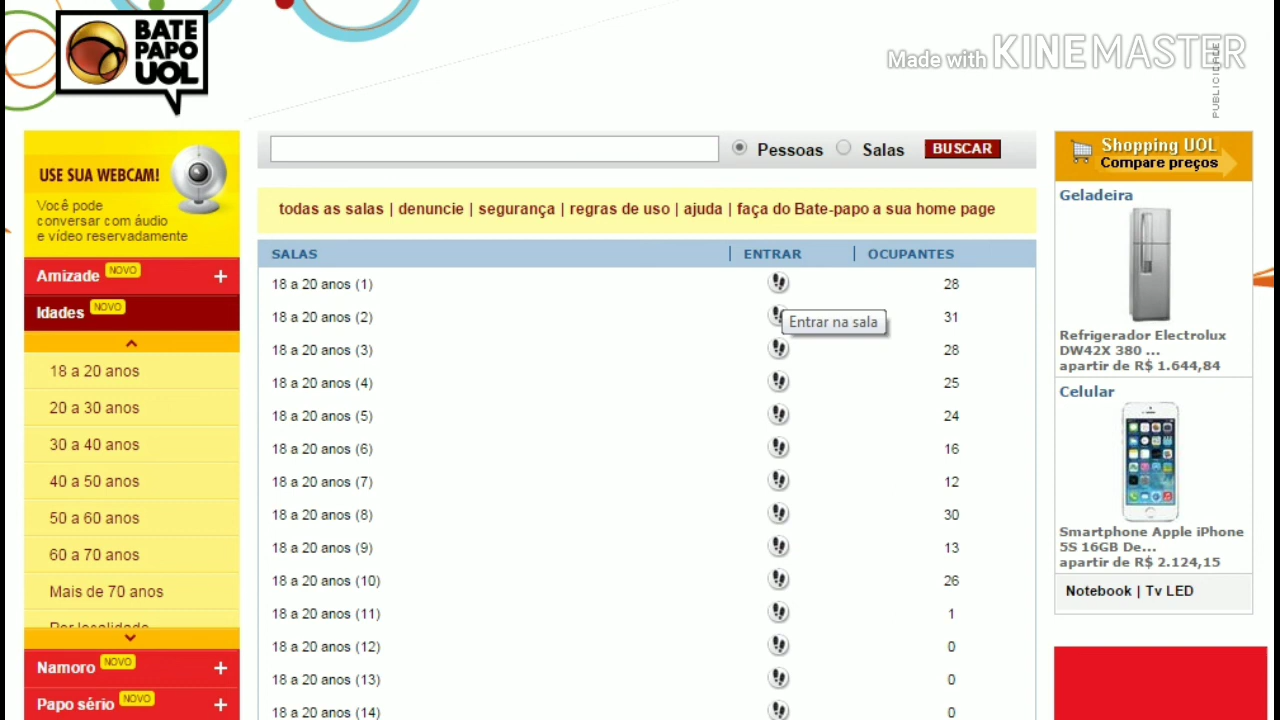 BATE
PAPO
UOL
Made with KINEMASTER
PUBLICIDADE
USE SUA WEBCAM!
Você pode
conversar com áudio
e vídeo reservadamente
Amizade NOVO +
Idades NOVO
18 a 20 anos
20 a 30 anos
30 a 40 anos
40 a 50 anos
50 a 60 anos
60 a 70 anos
Mais de 70 anos
Por localidade
Namoro NOVO +
Papo sério NOVO +
Pessoas Salas BUSCAR
todas as salas | denuncie | segurança | regras de uso | ajuda | faça do Bate-papo a sua home page
SALAS | ENTRAR | OCUPANTES
18 a 20 anos (1) 28
18 a 20 anos (2) 31
Entrar na sala
18 a 20 anos (3) 28
18 a 20 anos (4) 25
18 a 20 anos (5) 24
18 a 20 anos (6) 16
18 a 20 anos (7) 12
18 a 20 anos (8) 30
18 a 20 anos (9) 13
18 a 20 anos (10) 26
18 a 20 anos (11) 1
18 a 20 anos (12) 0
18 a 20 anos (13) 0
18 a 20 anos (14) 0
Shopping UOL
Compare preços
Geladeira
Refrigerador Electrolux
DW42X 380 ...
apartir de R$ 1.644,84
Celular
Smartphone Apple iPhone
5S 16GB De...
apartir de R$ 2.124,15
Notebook | Tv LED